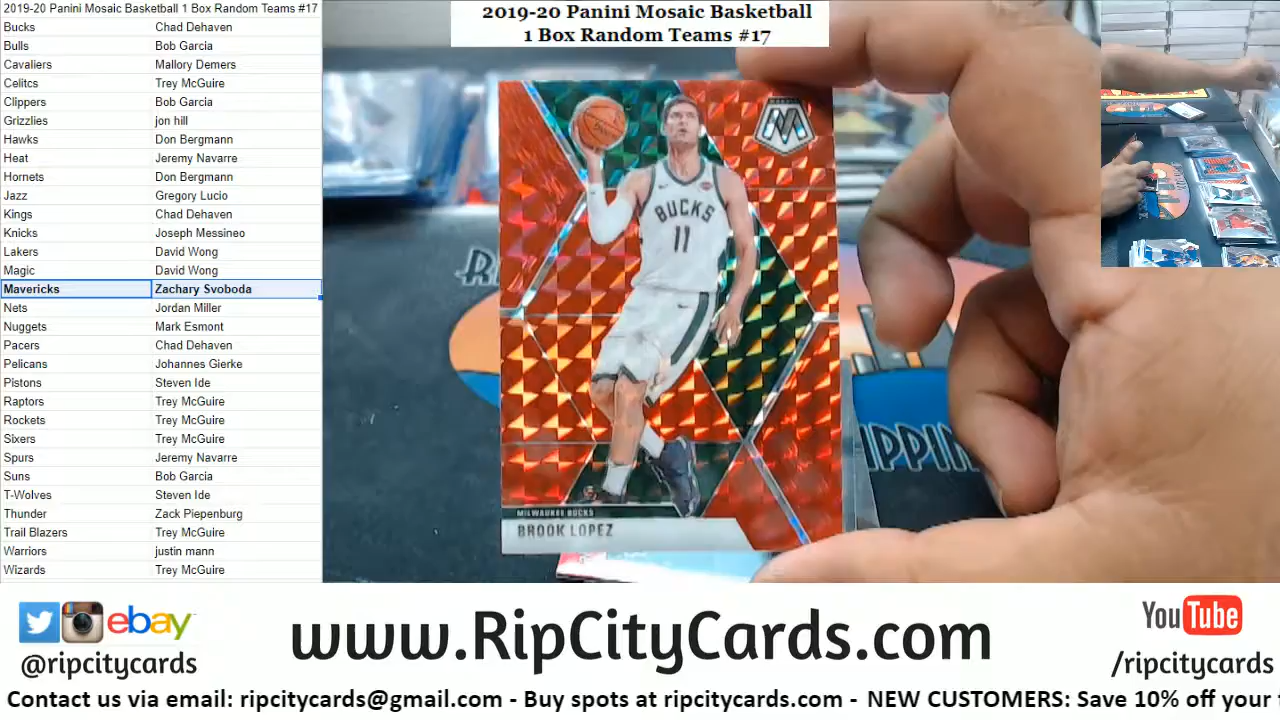 2019-20 Panini Mosaic Basketball 1 Box Random Teams #17
Bucks Chad Dehaven
Bulls Bob Garcia
Cavaliers Mallory Demers
Celitcs Trey McGuire
Clippers Bob Garcia
Grizzlies jon hill
Hawks Don Bergmann
Heat Jeremy Navarre
Hornets Don Bergmann
Jazz Gregory Lucio
Kings Chad Dehaven
Knicks Joseph Messineo
Lakers David Wong
Magic David Wong
Mavericks Zachary Svoboda
Nets Jordan Miller
Nuggets Mark Esmont
Pacers Chad Dehaven
Pelicans Johannes Gierke
Pistons Steven Ide
Raptors Trey McGuire
Rockets Trey McGuire
Sixers Trey McGuire
Spurs Jeremy Navarre
Suns Bob Garcia
T-Wolves Steven Ide
Thunder Zack Piepenburg
Trail Blazers Trey McGuire
Warriors justin mann
Wizards Trey McGuire
2019-20 Panini Mosaic Basketball
1 Box Random Teams #17
M
BUCKS
11
MILWAUKEE BUCKS
BROOK LOPEZ
IPPIN
ebay
@ripcitycards
www.RipCityCards.com
YouTube
/ripcitycards
Contact us via email: ripcitycards@gmail.com - Buy spots at ripcitycards.com - NEW CUSTOMERS: Save 10% off your